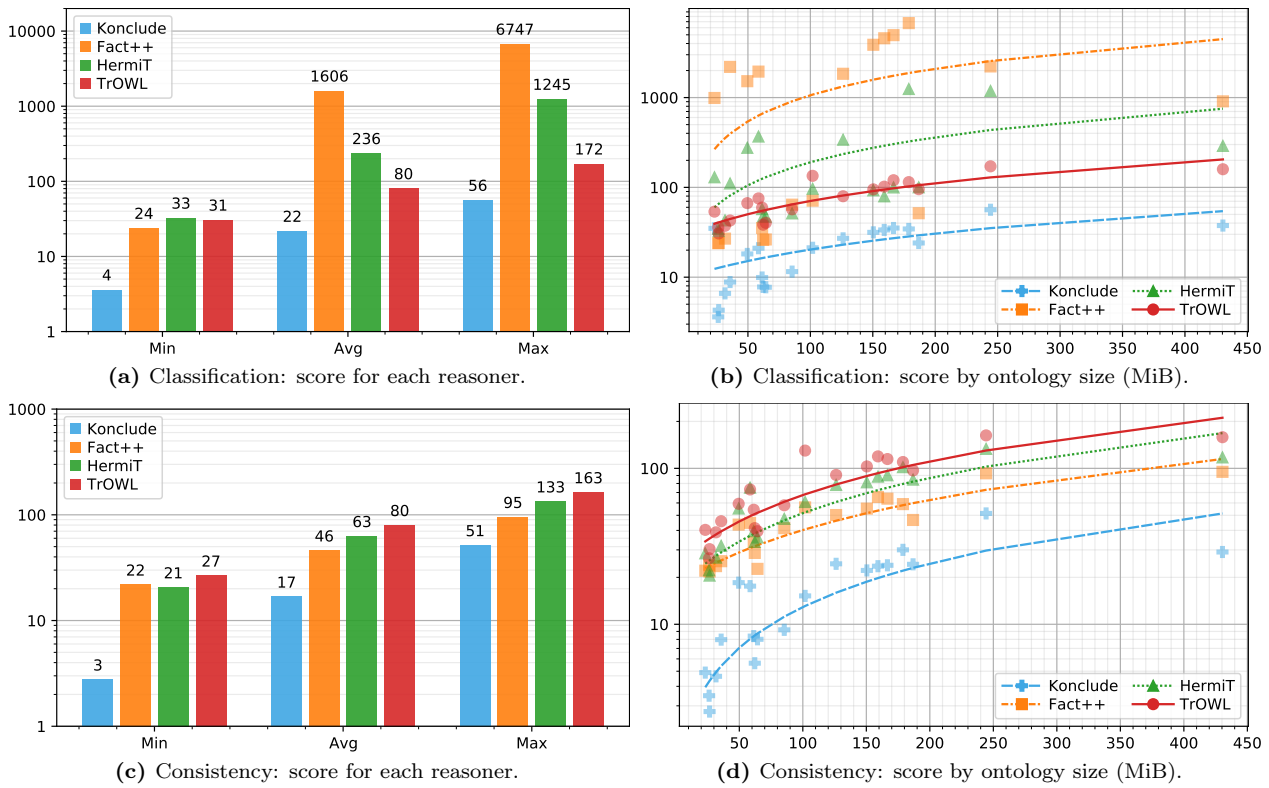 10000
1000
100
10
1
Konclude
Fact++
HermiT
TrOWL
4
24
33
31
22
1606
236
80
56
6747
1245
172
Min
Avg
Max
(a) Classification: score for each reasoner.
1000
100
10
Konclude
Fact++
HermiT
TrOWL
50
100
150
200
250
300
350
400
450
(b) Classification: score by ontology size (MiB).
1000
100
10
1
Konclude
Fact++
HermiT
TrOWL
3
22
21
27
17
46
63
80
51
95
133
163
Min
Avg
Max
(c) Consistency: score for each reasoner.
100
10
Konclude
Fact++
HermiT
TrOWL
50
100
150
200
250
300
350
400
450
(d) Consistency: score by ontology size (MiB).